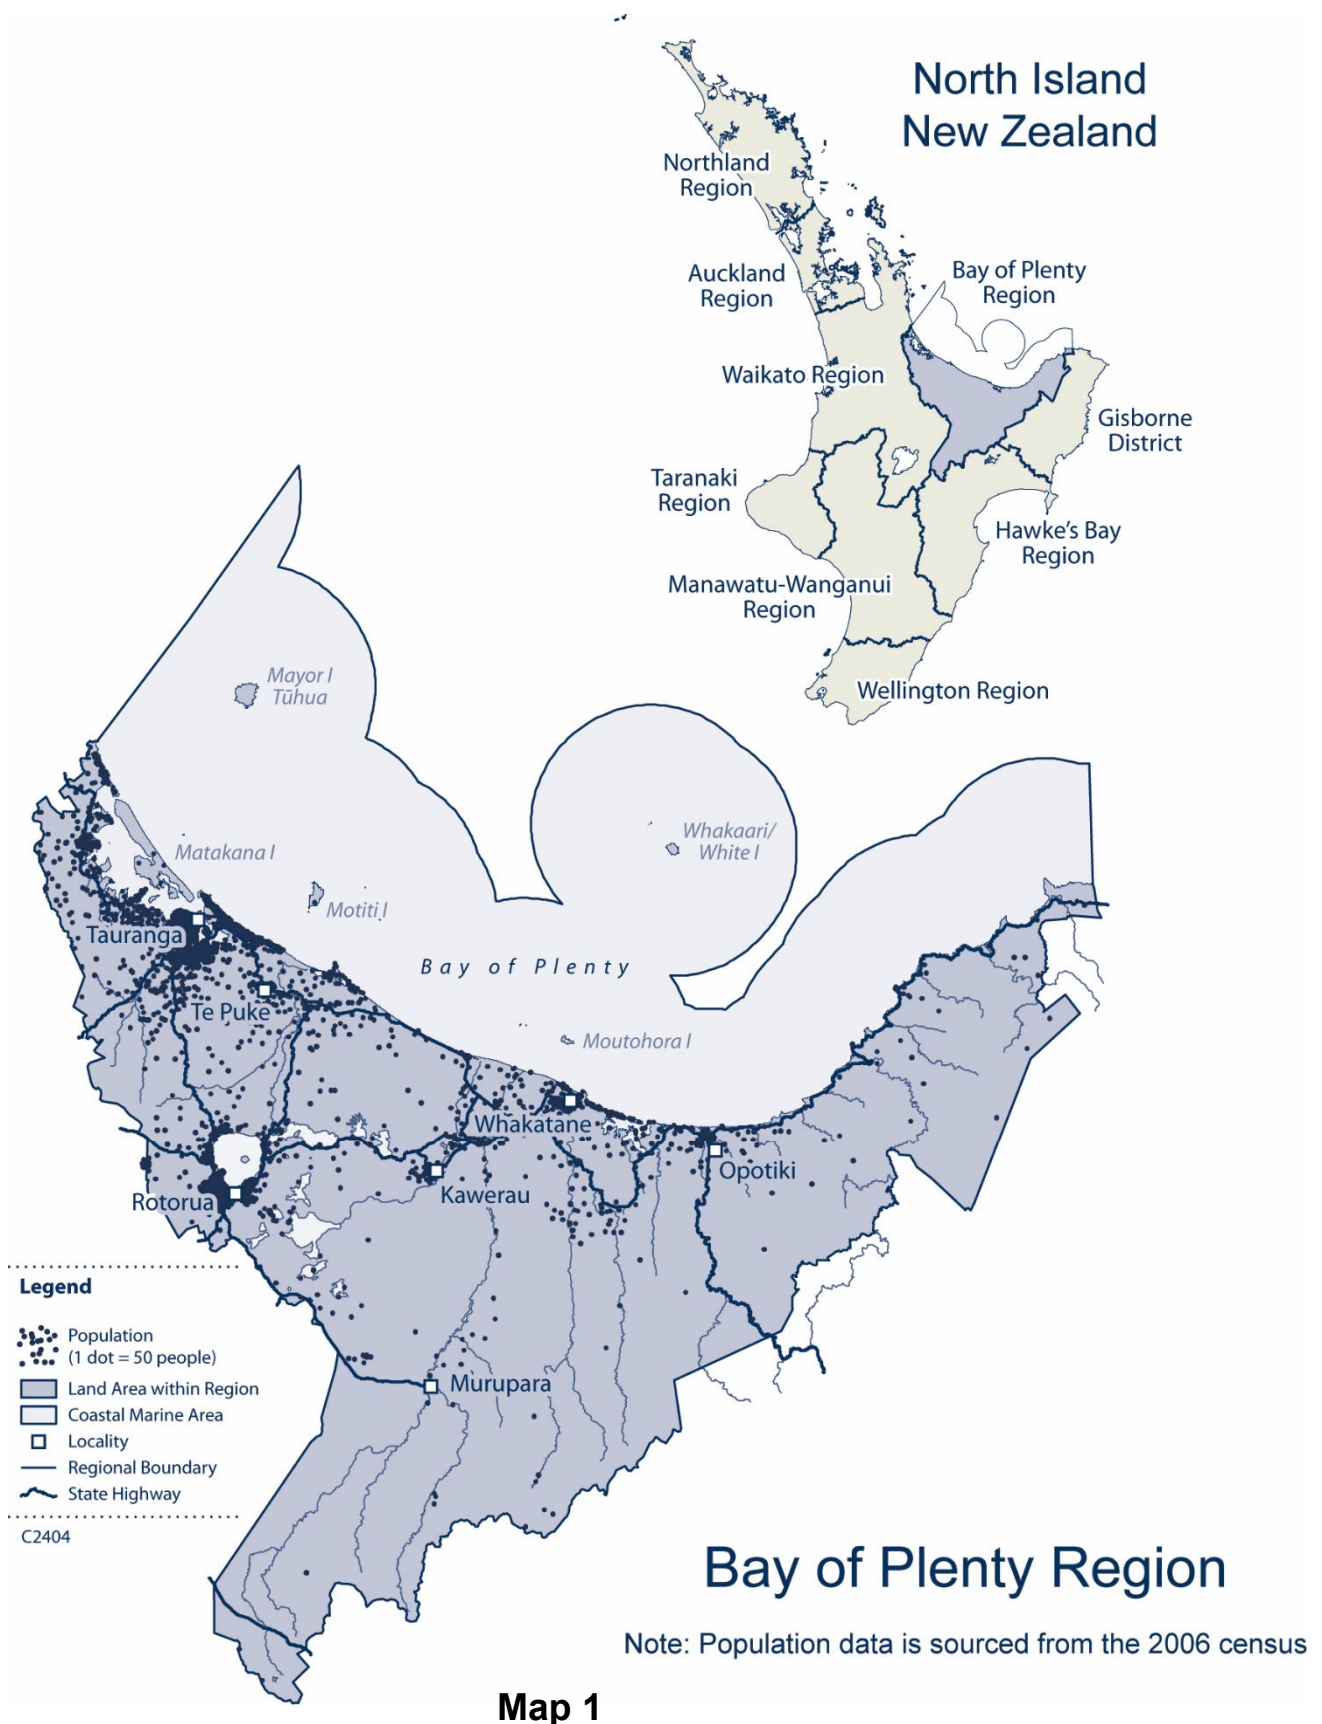 North Island
New Zealand
Northland
Region
Auckland
Region
Bay of Plenty
Region
Waikato Region
Gisborne
District
Taranaki
Region
Hawke's Bay
Region
Manawatu-Wanganui
Region
Wellington Region
Mayor I
Tūhua
Whakaari/
White I
Matakana I
Motiti I
Tauranga
Bay of Plenty
Te Puke
Moutohora I
Whakatane
Opotiki
Rotorua
Kawerau
Murupara
Legend
Population
(1 dot = 50 people)
Land Area within Region
Coastal Marine Area
Locality
Regional Boundary
State Highway
C2404
Bay of Plenty Region
Note: Population data is sourced from the 2006 census
Map 1